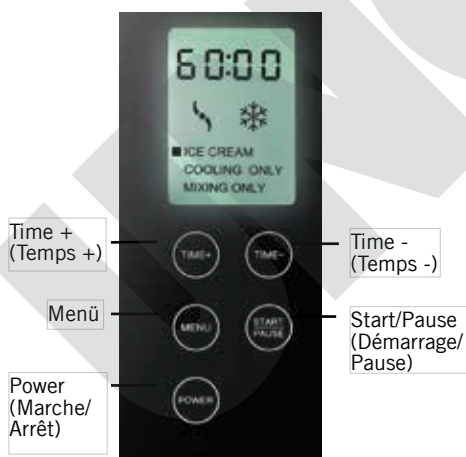 60:00
ICE CREAM
COOLING ONLY
MIXING ONLY
Time +
(Temps +)
TIME+
TIME-
Time -
(Temps -)
Menü
MENU
START
PAUSE
Start/Pause
(Démarrage/
Pause)
Power
(Marche/
Arrêt)
POWER